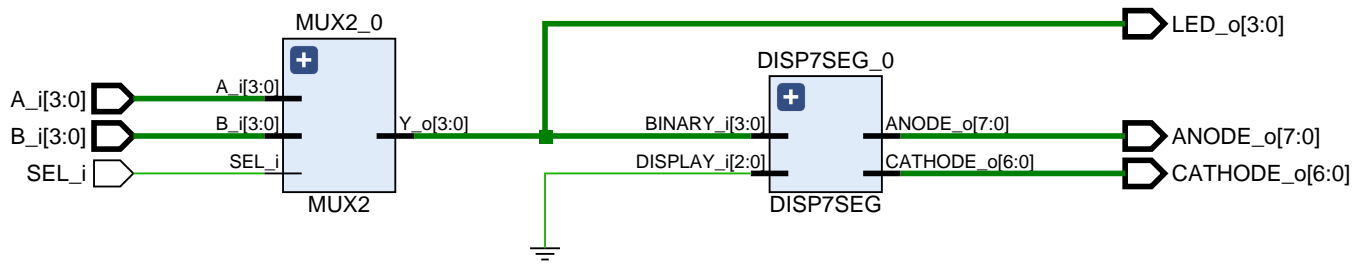 MUX2_0
LED_o[3:0]
DISP7SEG_0
A_i[3:0]
A_i[3:0]
B_i[3:0]
B_i[3:0]
Y_o[3:0]
BINARY_i[3:0]
ANODE_o[7:0]
ANODE_o[7:0]
SEL_i
SEL_i
DISPLAY_i[2:0]
CATHODE_o[6:0]
CATHODE_o[6:0]
MUX2
DISP7SEG